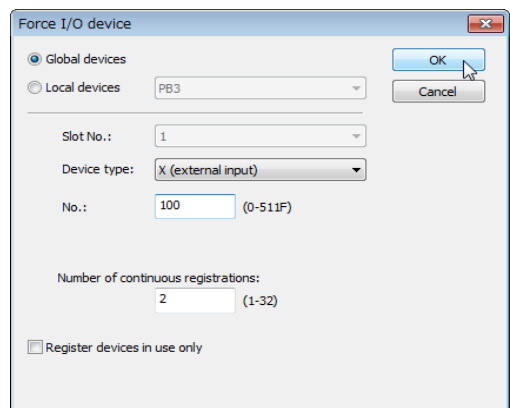 Force I/O device
Global devices
OK
Local devices
PB3
Cancel
Slot No.:
1
Device type:
X (external input)
No.:
100
(0-511F)
Number of continuous registrations:
2
(1-32)
Register devices in use only